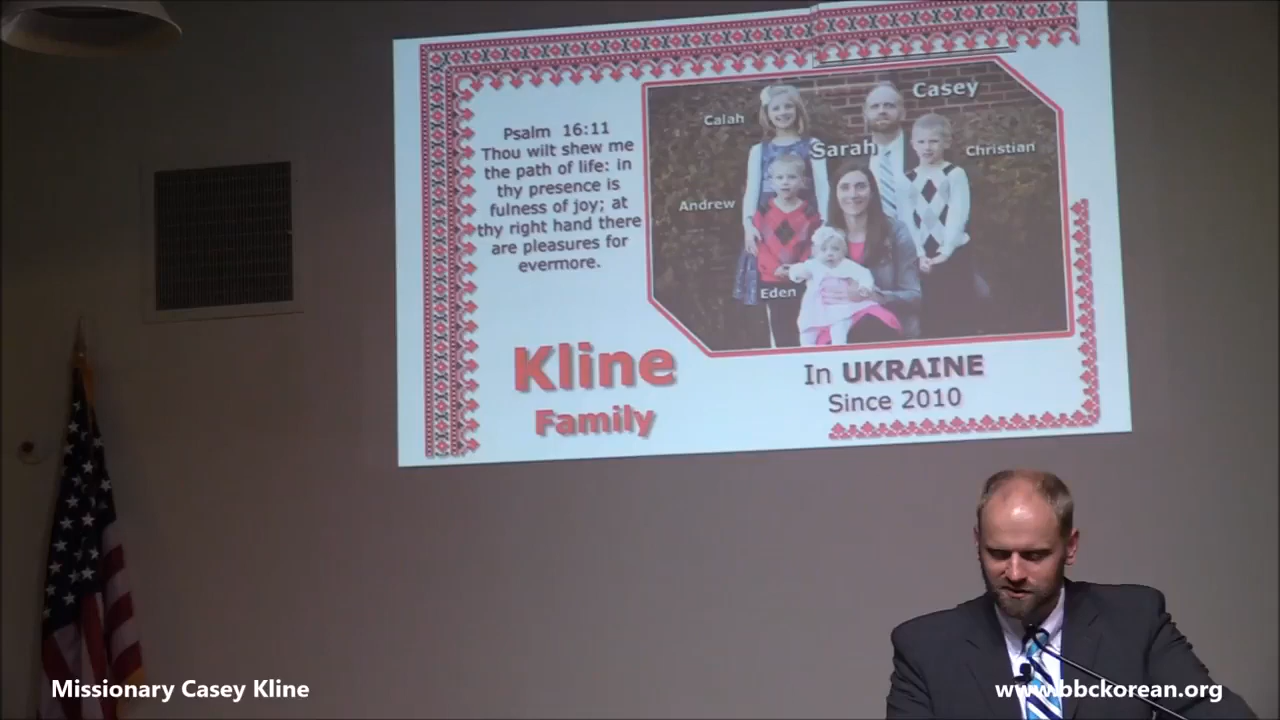 Psalm 16:11
Thou wilt shew me
the path of life: in
thy presence is
fulness of joy; at
thy right hand there
are pleasures for
evermore.
Casey
Calah
Sarah
Christian
Andrew
Eden
Kline
Family
In UKRAINE
Since 2010
Missionary Casey Kline
www.bbckorean.org